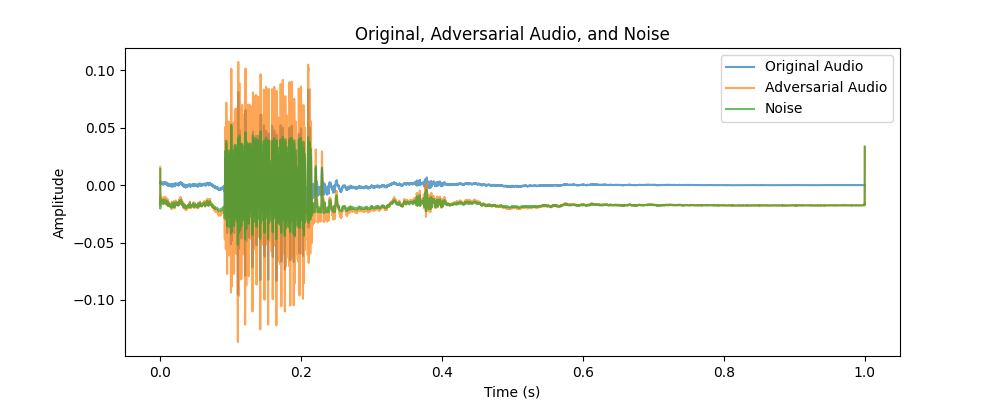 Original, Adversarial Audio, and Noise
Original Audio
Adversarial Audio
Noise
0.10
0.05
0.00
−0.05
−0.10
Amplitude
0.0 0.2 0.4 0.6 0.8 1.0
Time (s)